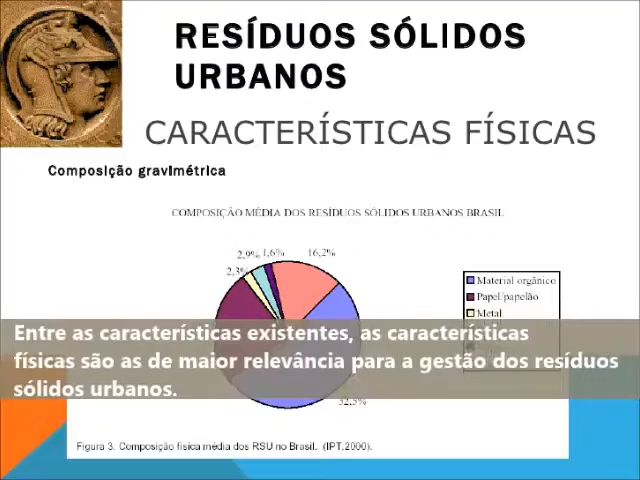 RESÍDUOS SÓLIDOS
URBANOS
CARACTERÍSTICAS FÍSICAS
Composição gravimétrica
COMPOSIÇÃO MÉDIA DOS RESÍDUOS SÓLIDOS URBANOS BRASIL
2,9% 1,6% 16,2%
2,3%
Material orgânico
Papel/papelão
Metal
Entre as características existentes, as características
físicas são as de maior relevância para a gestão dos resíduos
sólidos urbanos.
52,5%
Figura 3. Composição física média dos RSU no Brasil. (IPT,2000).